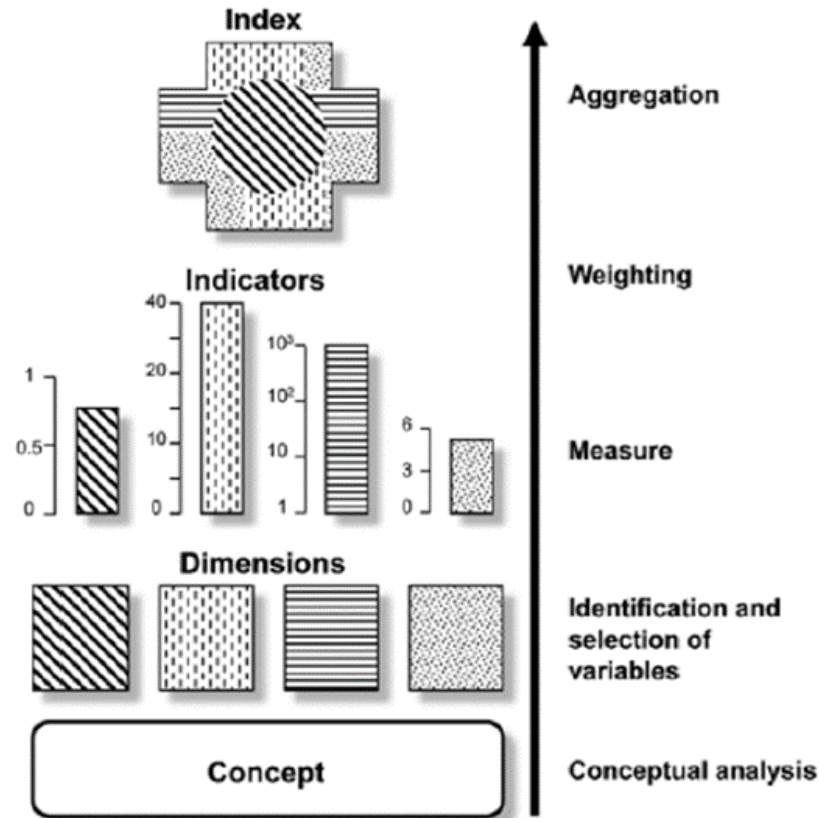 Index
Aggregation
Indicators
Weighting
40
20
10
0
1
0.5
0
10³
10²
10
1
6
3
0
Measure
Dimensions
Identification and
selection of
variables
Concept
Conceptual analysis